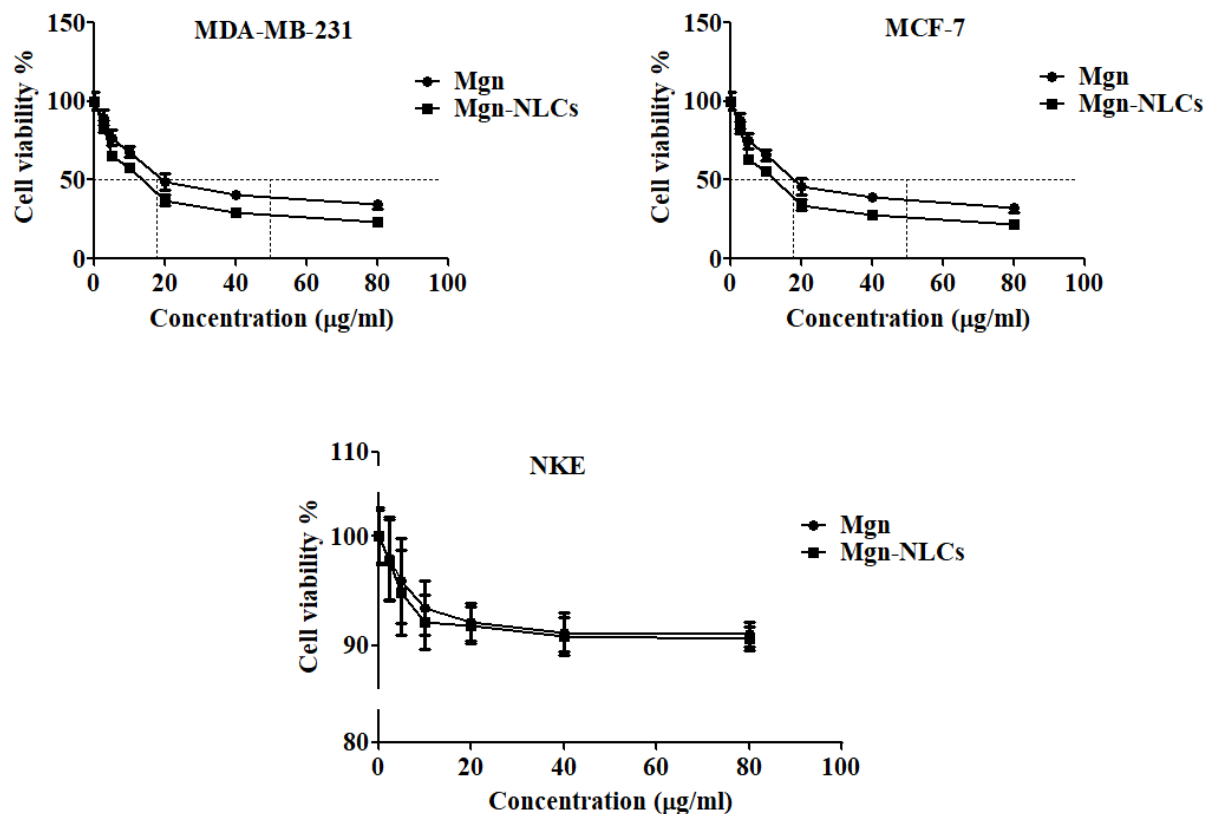 MDA-MB-231
150
100
50
0
Cell viability %
Mgn
Mgn-NLCs
0 20 40 60 80 100
Concentration (μg/ml)
MCF-7
150
100
50
0
Cell viability %
Mgn
Mgn-NLCs
0 20 40 60 80 100
Concentration (μg/ml)
NKE
110
100
90
80
Cell viability %
Mgn
Mgn-NLCs
0 20 40 60 80 100
Concentration (μg/ml)